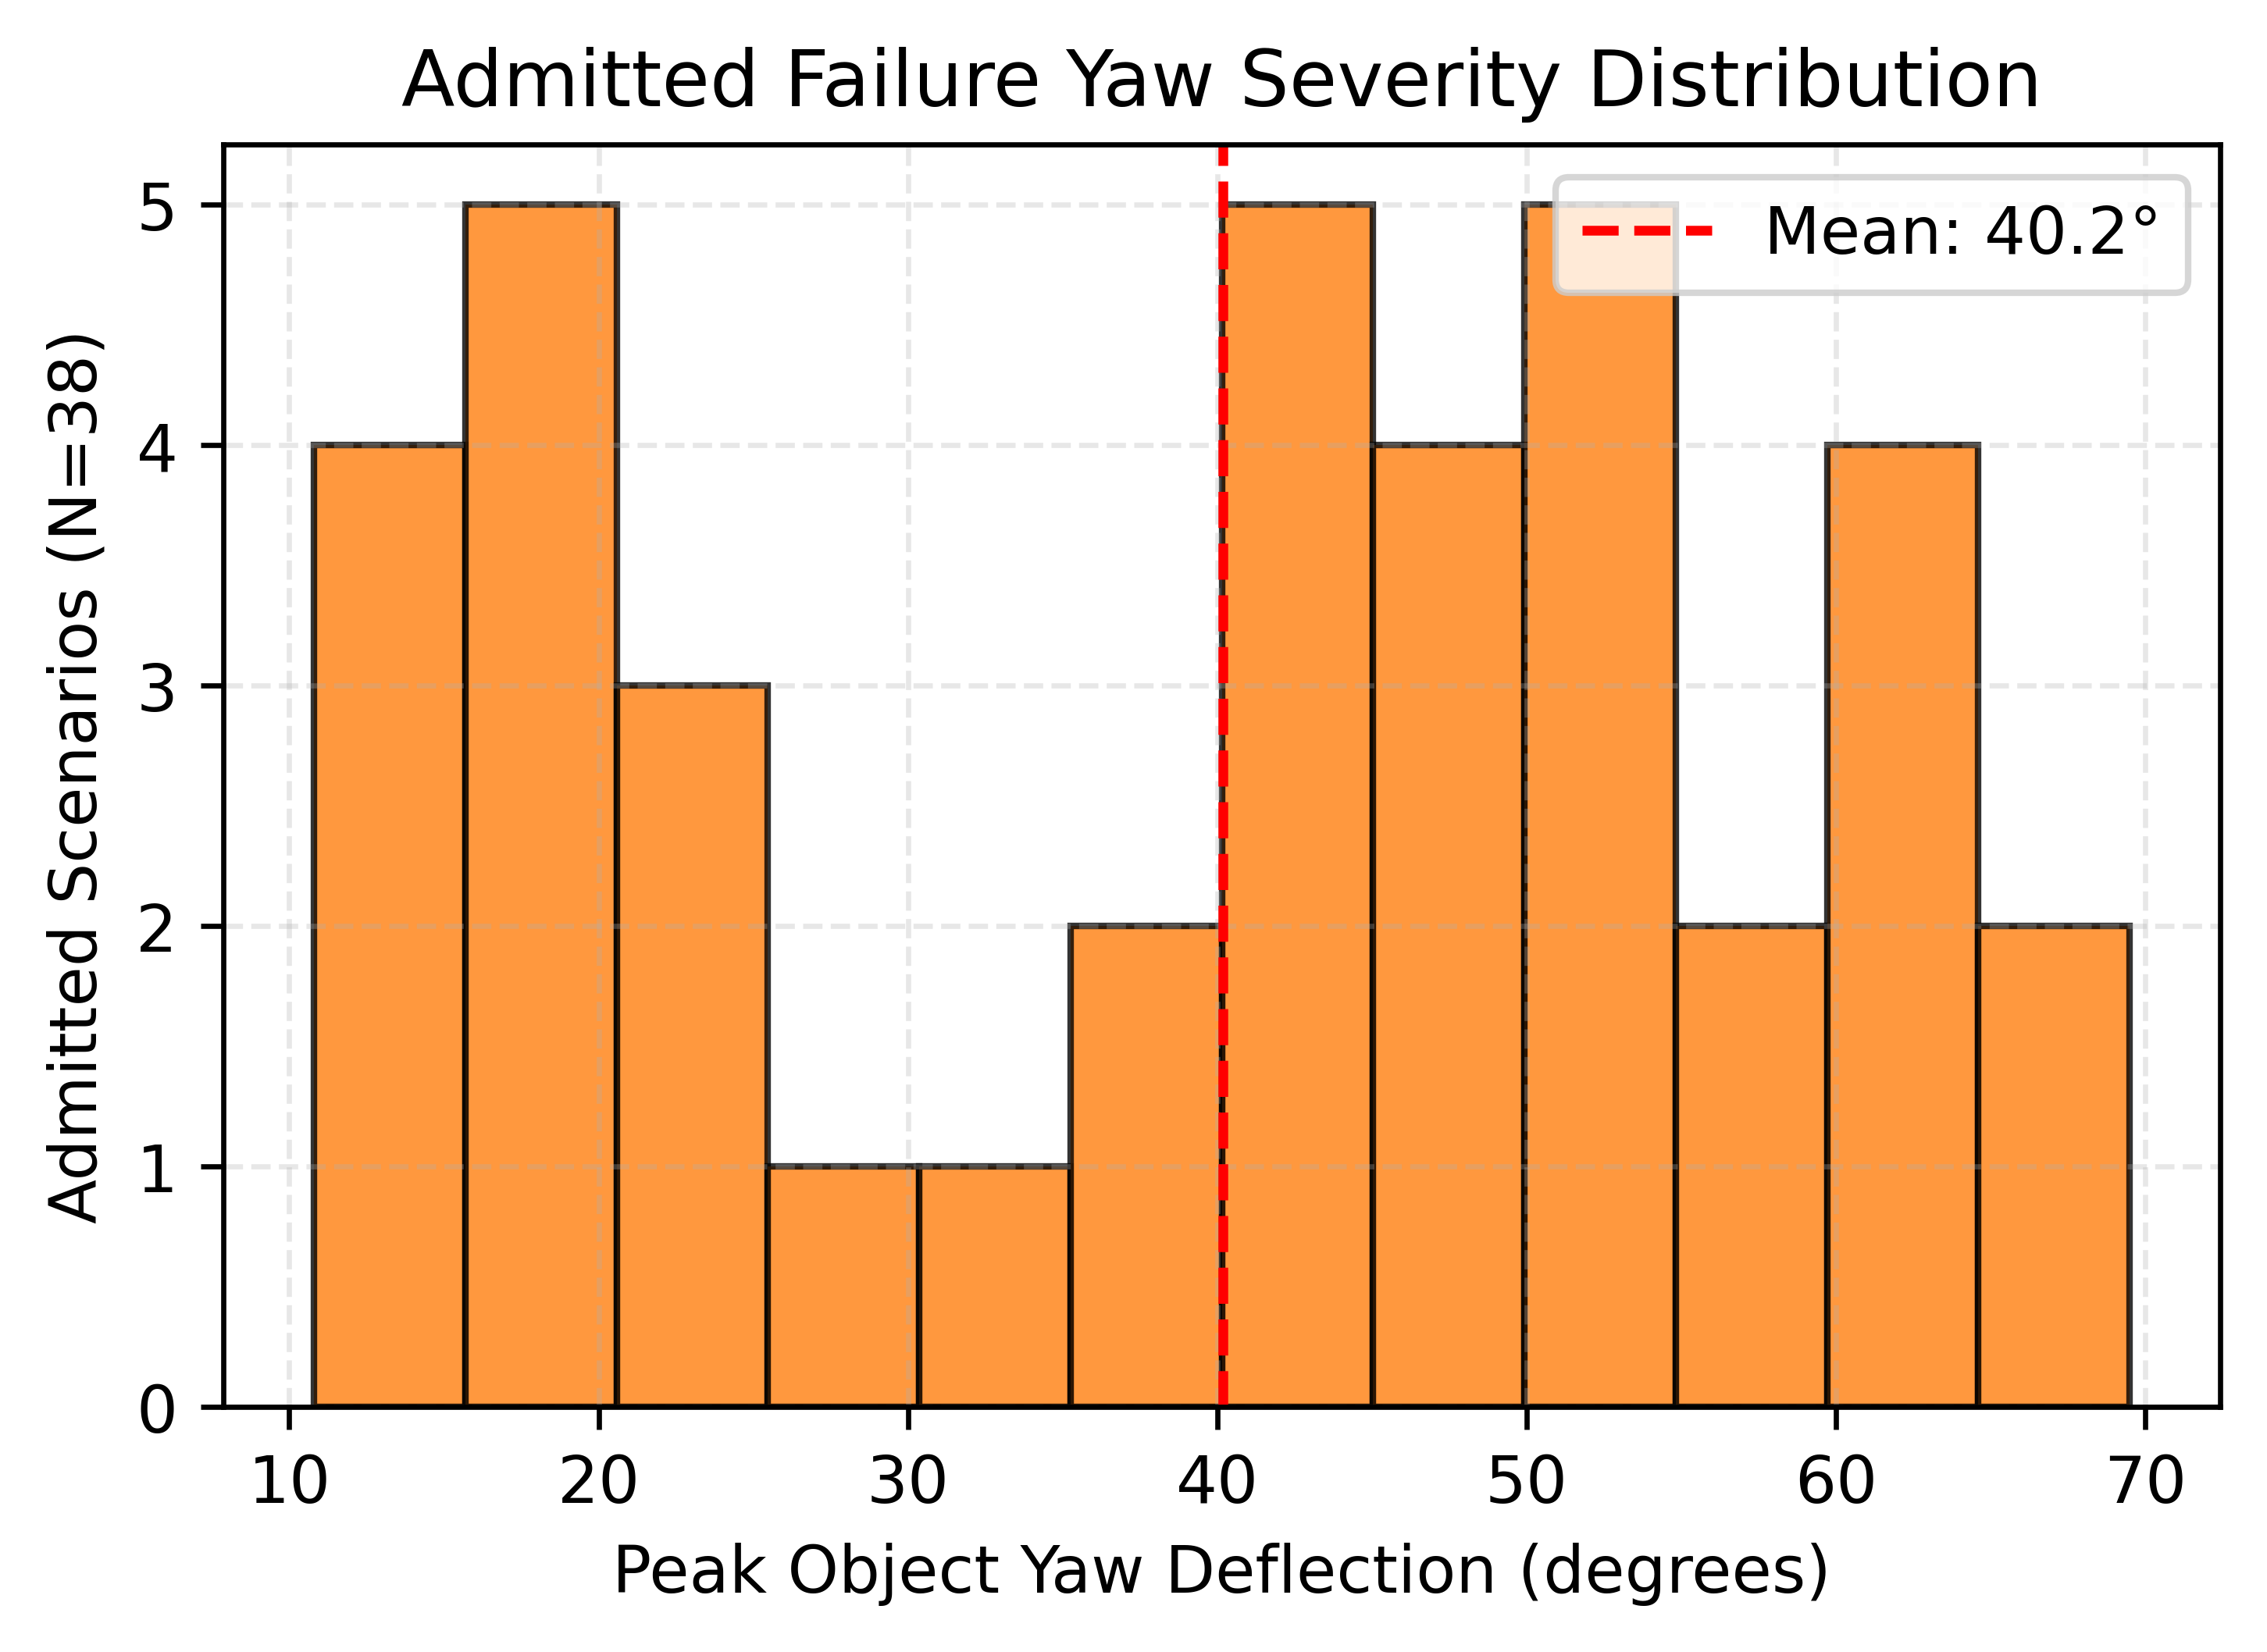 Admitted Failure Yaw Severity Distribution
Mean: 40.2°
Admitted Scenarios (N=38)
5
4
3
2
1
0
10 20 30 40 50 60 70
Peak Object Yaw Deflection (degrees)